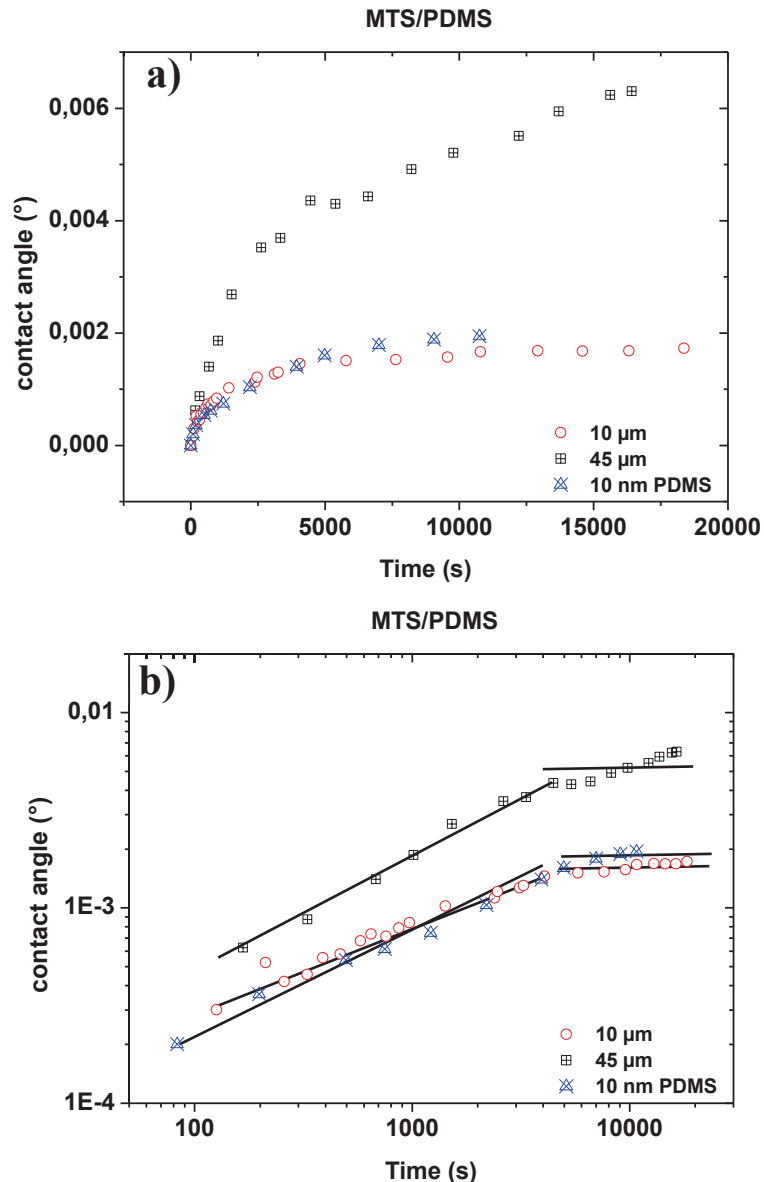 MTS/PDMS
a)
0,006
0,004
0,002
0,000
contact angle (°)
10 µm
45 µm
10 nm PDMS
0 5000 10000 15000 20000
Time (s)
MTS/PDMS
b)
0,01
1E-3
1E-4
contact angle (°)
10 µm
45 µm
10 nm PDMS
100 1000 10000
Time (s)